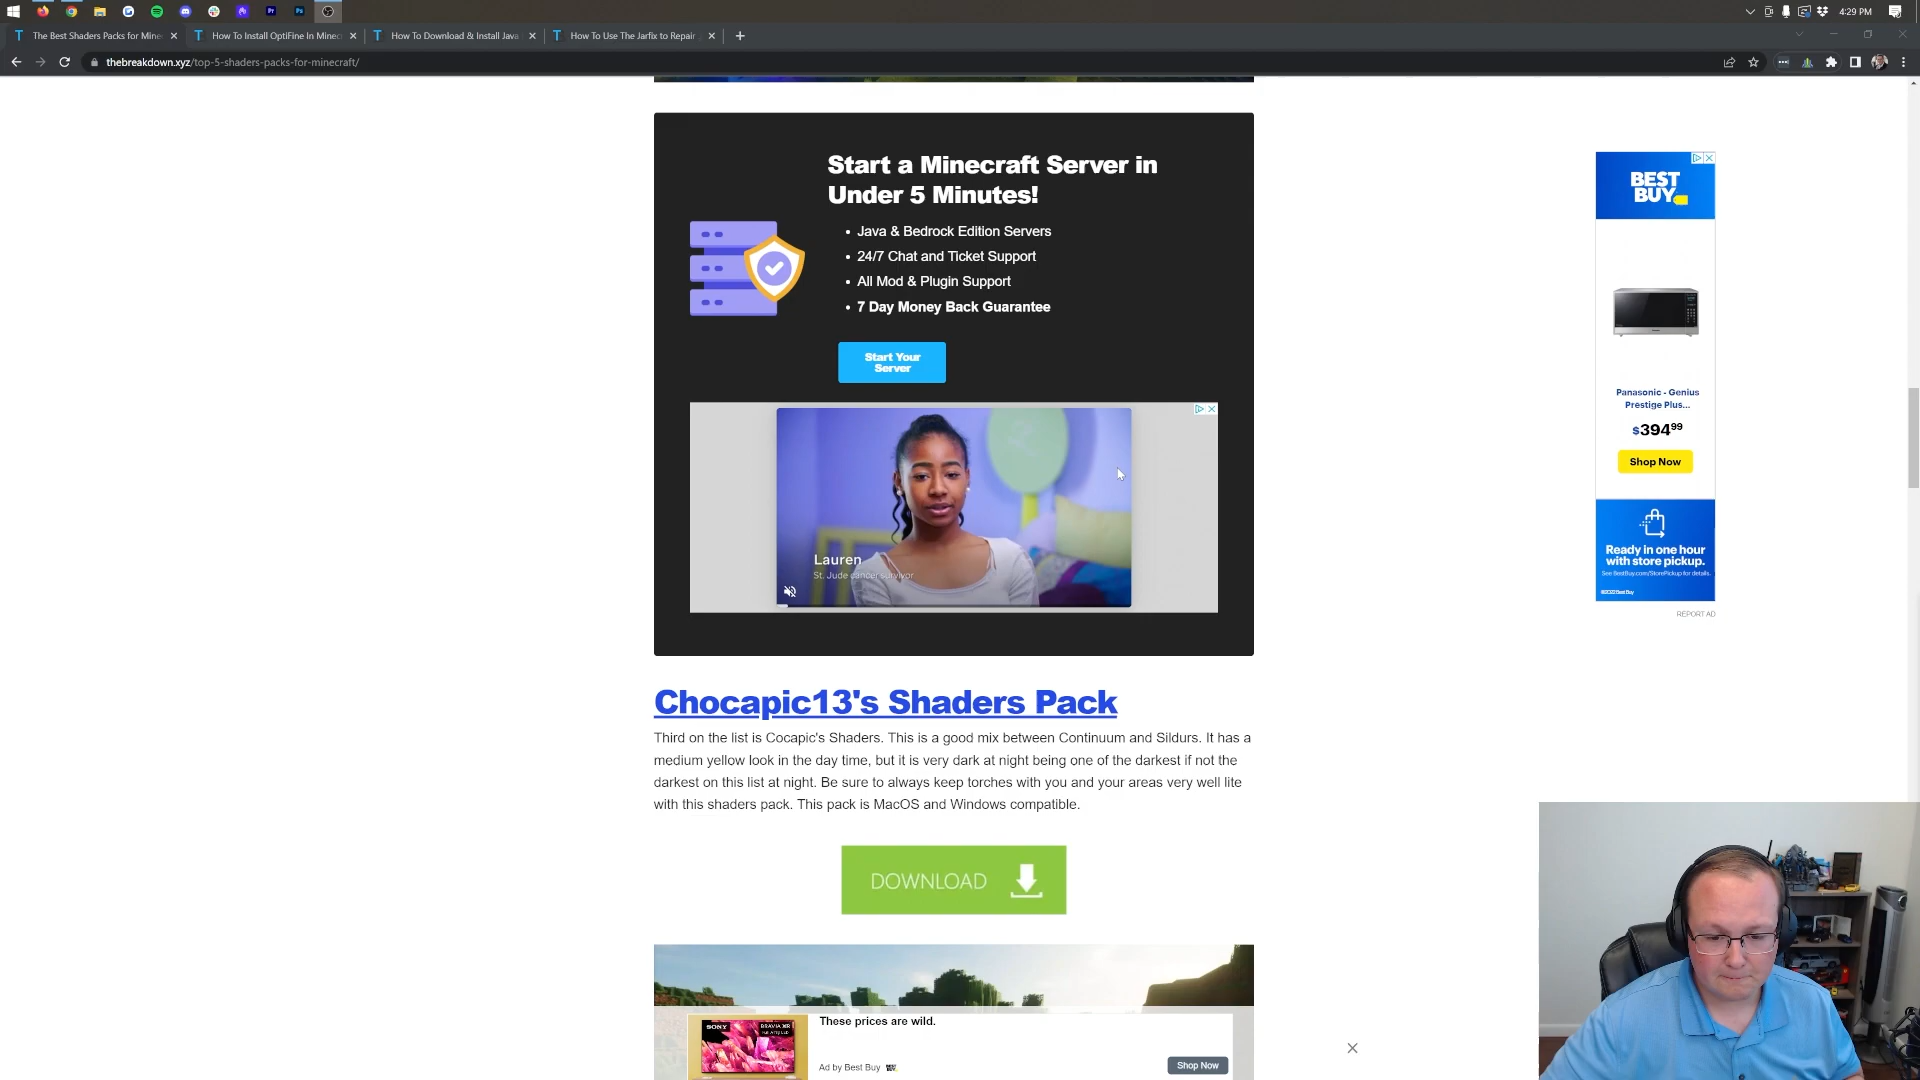 4:29 PM
The Best Shaders Packs for Mine
How To Install OptiFine In Minec
How To Download & Install Java
How To Use The Jarfix to Repair
thebreakdown.xyz/top-5-shaders-packs-for-minecraft/
Start a Minecraft Server in
Under 5 Minutes!
Java & Bedrock Edition Servers
24/7 Chat and Ticket Support
All Mod & Plugin Support
7 Day Money Back Guarantee
Start Your
Server
Lauren
St. Jude cancer survivor
BEST
BUY
Panasonic - Genius
Prestige Plus...
$394 99
Shop Now
Ready in one hour
with store pickup.
See BestBuy.com/StorePickup for details.
©2022 Best Buy
REPORT AD
Chocapic13's Shaders Pack
Third on the list is Cocapic's Shaders. This is a good mix between Continuum and Sildurs. It has a
medium yellow look in the day time, but it is very dark at night being one of the darkest if not the
darkest on this list at night. Be sure to always keep torches with you and your areas very well lite
with this shaders pack. This pack is MacOS and Windows compatible.
DOWNLOAD
SONY
BRAVIA XR
These prices are wild.
Ad by Best Buy
Shop Now